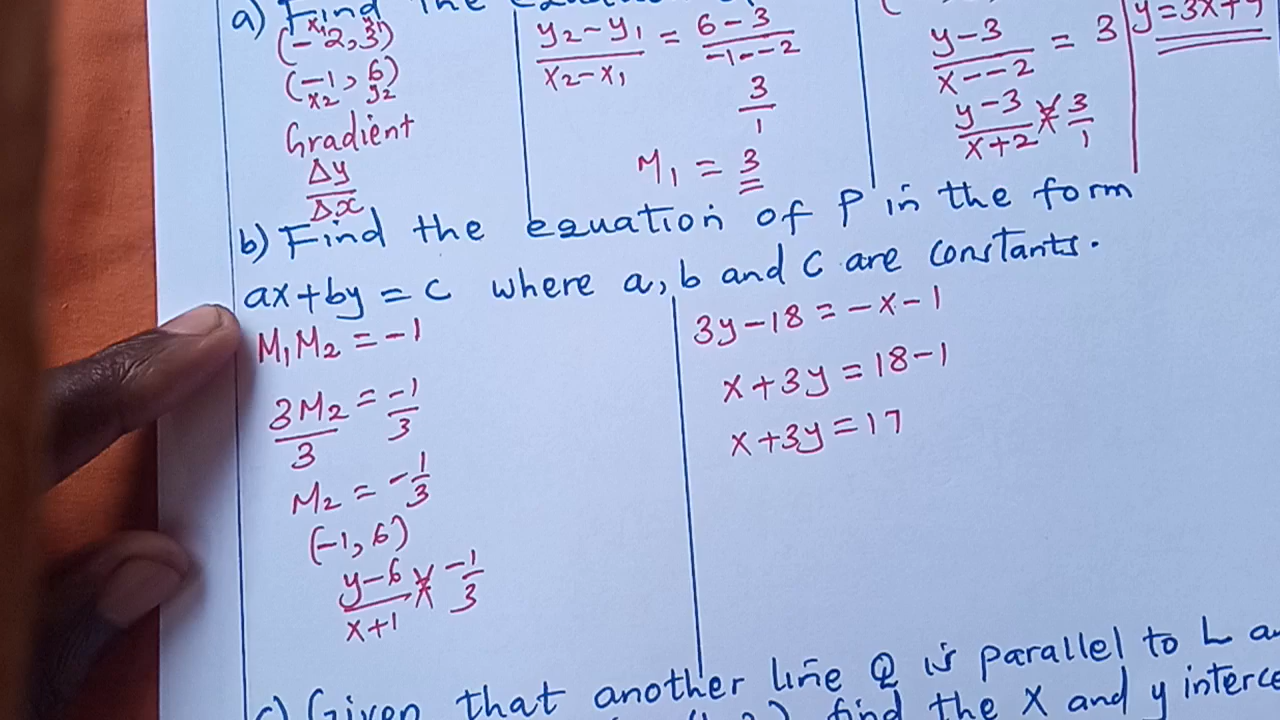 a) Find the
x₁ y₁
(-2,3)
(-1, 6)
x₂ y₂
Gradient
Δy
Δx
y₂-y₁ / x₂-x₁ = 6-3 / -1--2
3
1
M₁ = 3
y-3 / x--2 = 3
y-3 / x+2 3 / 1
b) Find the equation of P in the form
ax+by = c where a, b and c are constants.
M₁M₂ = -1
3M₂ / 3 = -1 / 3
M₂ = -1/3
(-1, 6)
y-6 / x+1 -1 / 3
3y-18 = -x-1
x+3y = 18-1
x+3y = 17
c) Given that another line Q is parallel to L
find the x and y